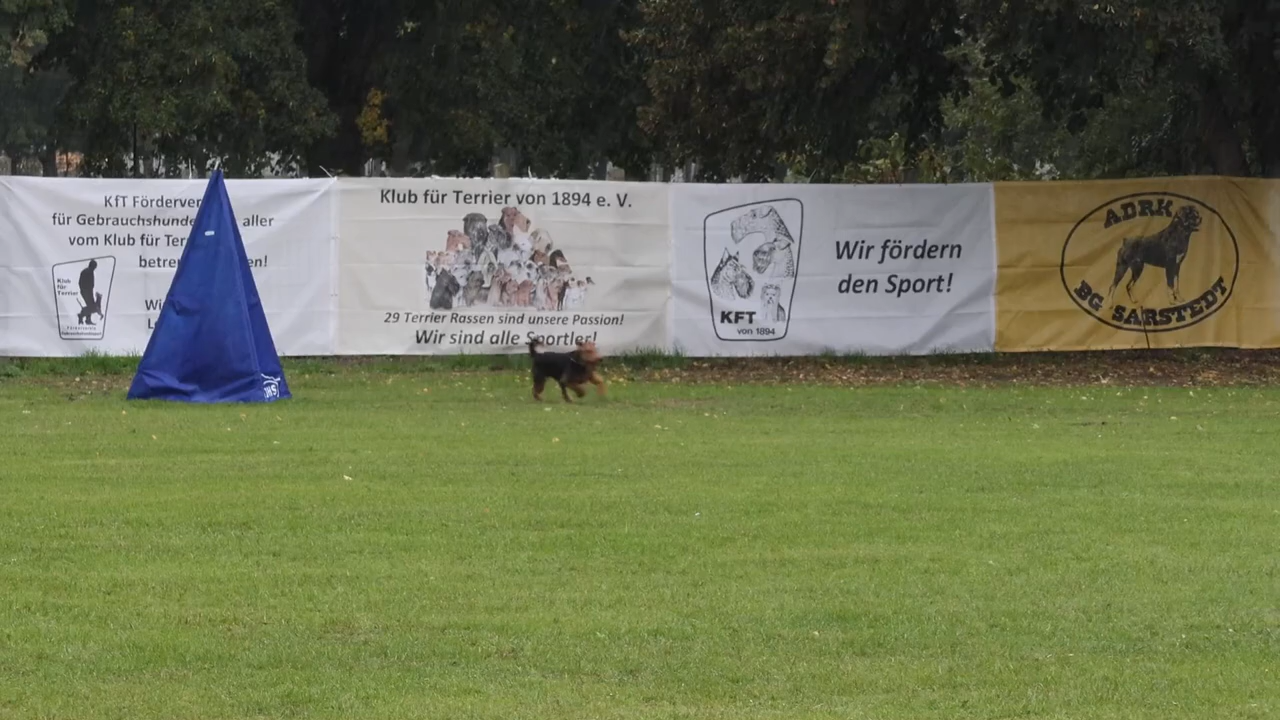 KfT Förderver
für Gebrauchshunde aller
vom Klub für Ter
betre en!
Klub
für
Terrier
Wi
L
Klub für Terrier von 1894 e. V.
29 Terrier Rassen sind unsere Passion!
Wir sind alle Sportler!
KFT
von 1894
Wir fördern
den Sport!
ADRK
BG SARSTEDT